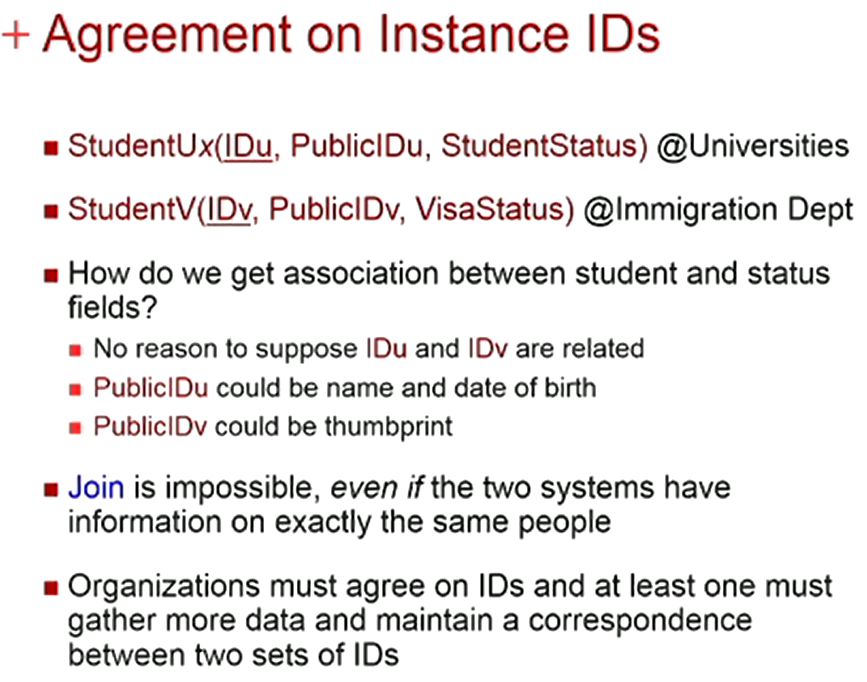 + Agreement on Instance IDs
StudentUx(IDu, PublicIDu, StudentStatus) @Universities
StudentV(IDv, PublicIDv, VisaStatus) @Immigration Dept
How do we get association between student and status
fields?
No reason to suppose IDu and IDv are related
PublicIDu could be name and date of birth
PublicIDv could be thumbprint
Join is impossible, even if the two systems have
information on exactly the same people
Organizations must agree on IDs and at least one must
gather more data and maintain a correspondence
between two sets of IDs